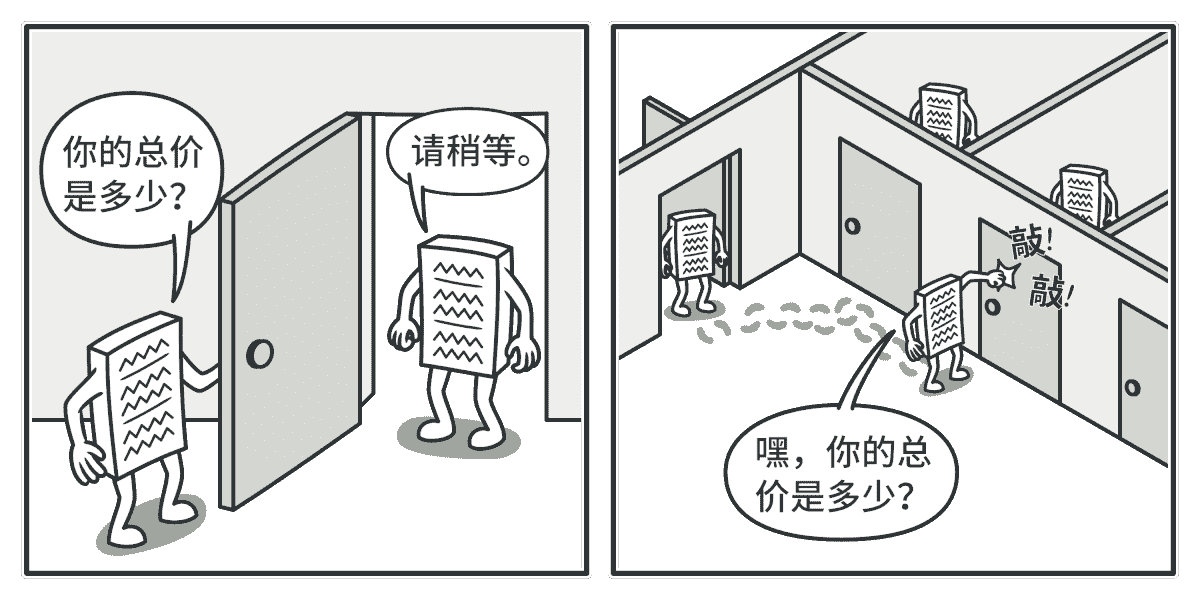 你的总价
是多少？
请稍等。
敲！
敲！
嘿，你的总
价是多少？